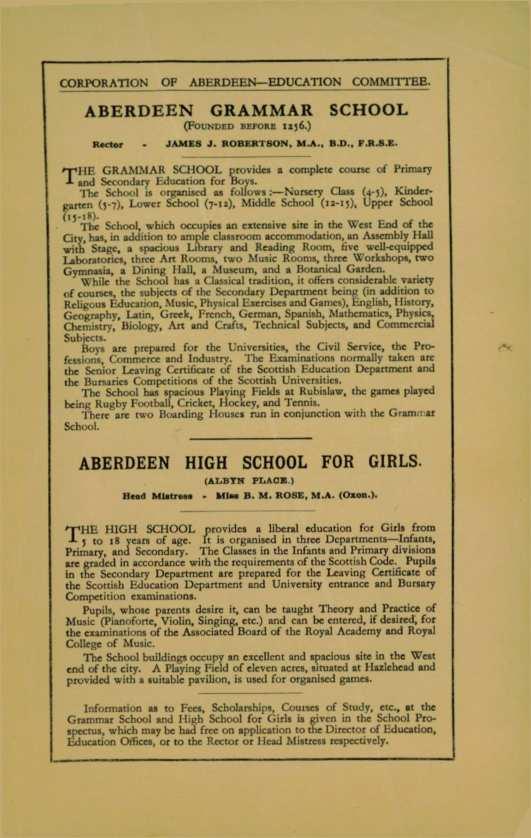 CORPORATION OF ABERDEEN—EDUCATION COMMITTEE.
ABERDEEN GRAMMAR SCHOOL
(FOUNDED BEFORE 1256.)
Rector - JAMES J. ROBERTSON, M.A., B.D., F.R.S.E.
THE GRAMMAR SCHOOL provides a complete course of Primary
and Secondary Education for Boys.
The School is organised as follows :—Nursery Class (4-5), Kinder-
garten (5-7), Lower School (7-12), Middle School (12-15), Upper School
(15-18).
The School, which occupies an extensive site in the West End of the
City, has, in addition to ample classroom accommodation, an Assembly Hall
with Stage, a spacious Library and Reading Room, five well-equipped
Laboratories, three Art Rooms, two Music Rooms, three Workshops, two
Gymnasia, a Dining Hall, a Museum, and a Botanical Garden.
While the School has a Classical tradition, it offers considerable variety
of courses, the subjects of the Secondary Department being (in addition to
Religous Education, Music, Physical Exercises and Games), English, History,
Geography, Latin, Greek, French, German, Spanish, Mathematics, Physics,
Chemistry, Biology, Art and Crafts, Technical Subjects, and Commercial
Subjects.
Boys are prepared for the Universities, the Civil Service, the Pro-
fessions, Commerce and Industry. The Examinations normally taken are
the Senior Leaving Certificate of the Scottish Education Department and
the Bursaries Competitions of the Scottish Universities.
The School has spacious Playing Fields at Rubislaw, the games played
being Rugby Football, Cricket, Hockey, and Tennis.
There are two Boarding Houses run in conjunction with the Grammar
School.
ABERDEEN HIGH SCHOOL FOR GIRLS.
(ALBYN PLACE.)
Head Mistress - Miss B. M. ROSE, M.A. (Oxon.).
THE HIGH SCHOOL provides a liberal education for Girls from
5 to 18 years of age. It is organised in three Departments—Infants,
Primary, and Secondary. The Classes in the Infants and Primary divisions
are graded in accordance with the requirements of the Scottish Code. Pupils
in the Secondary Department are prepared for the Leaving Certificate of
the Scottish Education Department and University entrance and Bursary
Competition examinations.
Pupils, whose parents desire it, can be taught Theory and Practice of
Music (Pianoforte, Violin, Singing, etc.) and can be entered, if desired, for
the examinations of the Associated Board of the Royal Academy and Royal
College of Music.
The School buildings occupy an excellent and spacious site in the West
end of the city. A Playing Field of eleven acres, situated at Hazlehead and
provided with a suitable pavilion, is used for organised games.
Information as to Fees, Scholarships, Courses of Study, etc., at the
Grammar School and High School for Girls is given in the School Pro-
spectus, which may be had free on application to the Director of Education,
Education Offices, or to the Rector or Head Mistress respectively.